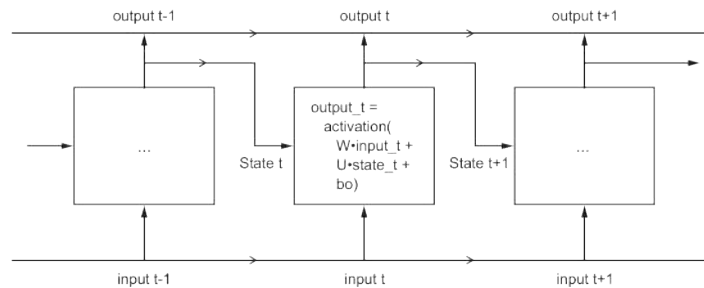 output t-1
output t
output t+1
...
output_t =
activation(
W•input_t +
U•state_t +
bo)
...
State t
State t+1
input t-1
input t
input t+1